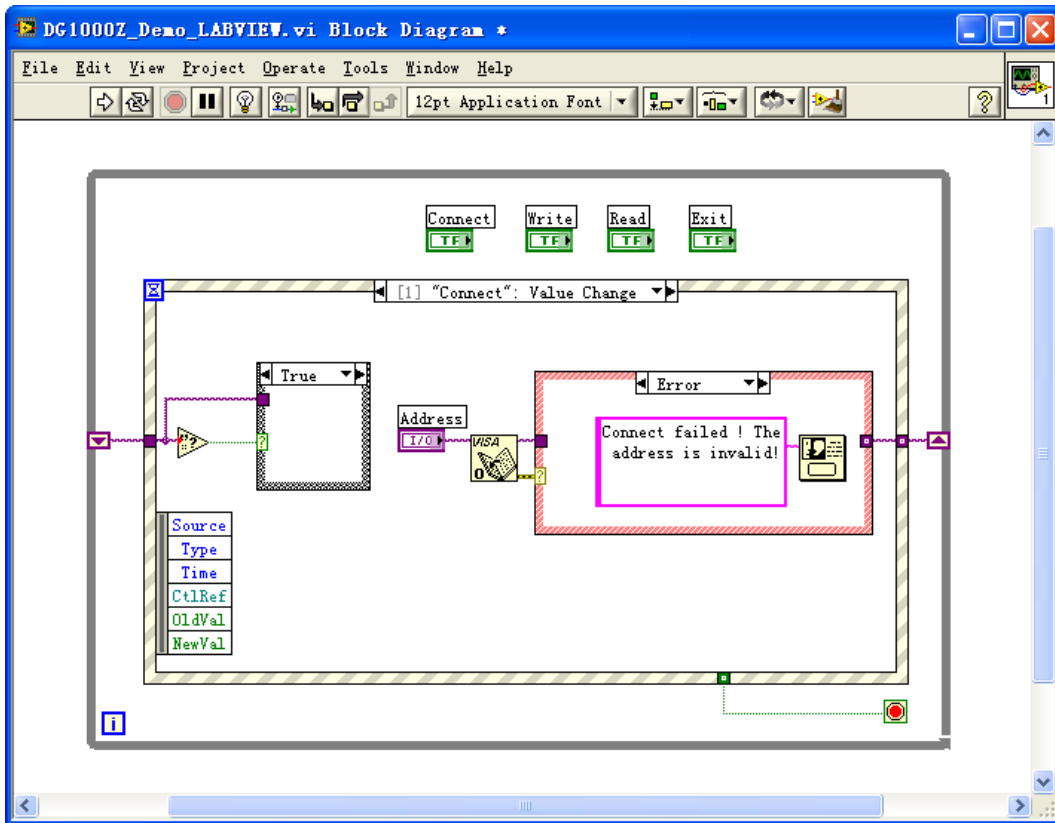 DG1000Z_Demo_LABVIEW.vi Block Diagram *
File Edit View Project Operate Tools Window Help
12pt Application Font
1
Connect Write Read Exit
TF TF TF TF
[1] "Connect": Value Change
True
Error
Address
I/O
VISA
Connect failed ! The
address is invalid!
"?
?
0
?
Source
Type
Time
CtlRef
OldVal
NewVal
i